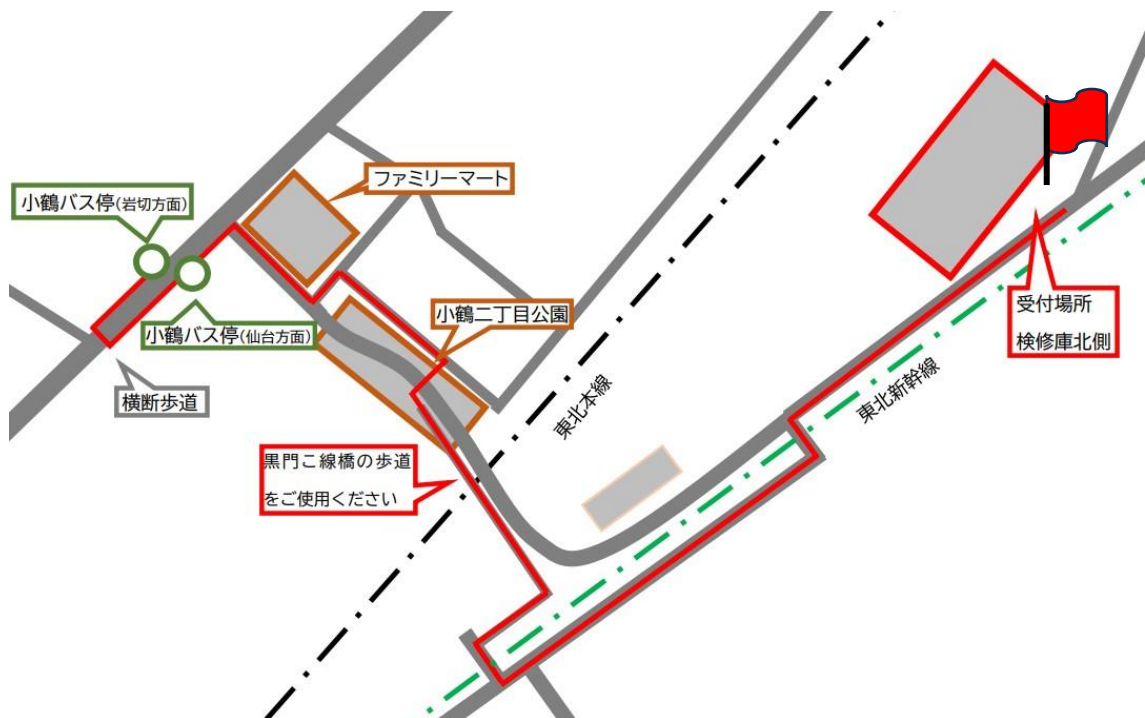 ファミリーマート
小鶴バス停(岩切方面)
小鶴バス停(仙台方面)
小鶴二丁目公園
横断歩道
黒門こ線橋の歩道
をご使用ください
東北本線
東北新幹線
受付場所
検修庫北側